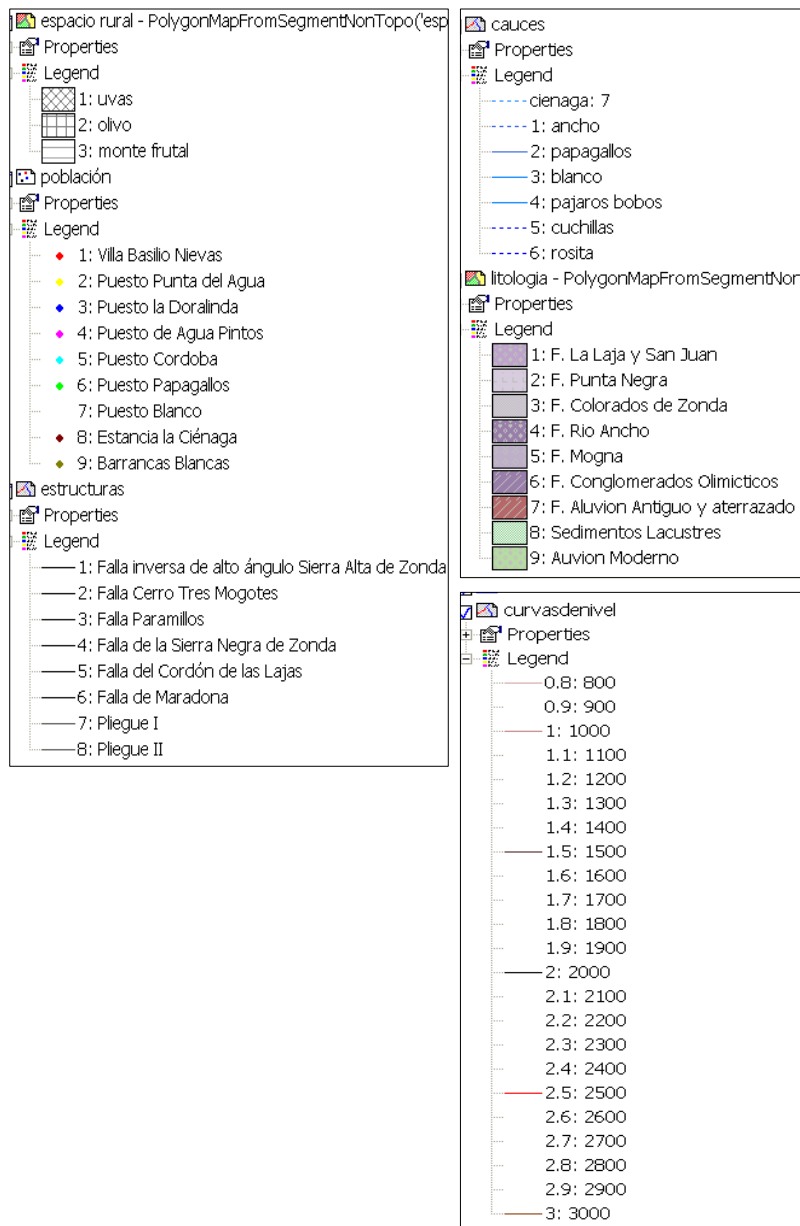 espacio rural - PolygonMapFromSegmentNonTopo('esp
Properties
Legend
1: uvas
2: olivo
3: monte frutal
población
Properties
Legend
1: Villa Basilio Nievas
2: Puesto Punta del Agua
3: Puesto la Doralinda
4: Puesto de Agua Pintos
5: Puesto Cordoba
6: Puesto Papagallos
7: Puesto Blanco
8: Estancia la Ciénaga
9: Barrancas Blancas
estructuras
Properties
Legend
1: Falla inversa de alto ángulo Sierra Alta de Zonda
2: Falla Cerro Tres Mogotes
3: Falla Paramillos
4: Falla de la Sierra Negra de Zonda
5: Falla del Cordón de las Lajas
6: Falla de Maradona
7: Pliegue I
8: Pliegue II
cauces
Properties
Legend
cienaga: 7
1: ancho
2: papagallos
3: blanco
4: pajaros bobos
5: cuchillas
6: rosita
litologia - PolygonMapFromSegmentNon
Properties
Legend
1: F. La Laja y San Juan
2: F. Punta Negra
3: F. Colorados de Zonda
4: F. Rio Ancho
5: F. Mogna
6: F. Conglomerados Olimicticos
7: F. Aluvion Antiguo y aterrazado
8: Sedimentos Lacustres
9: Auvion Moderno
curvasdenivel
Properties
Legend
0.8: 800
0.9: 900
1: 1000
1.1: 1100
1.2: 1200
1.3: 1300
1.4: 1400
1.5: 1500
1.6: 1600
1.7: 1700
1.8: 1800
1.9: 1900
2: 2000
2.1: 2100
2.2: 2200
2.3: 2300
2.4: 2400
2.5: 2500
2.6: 2600
2.7: 2700
2.8: 2800
2.9: 2900
3: 3000